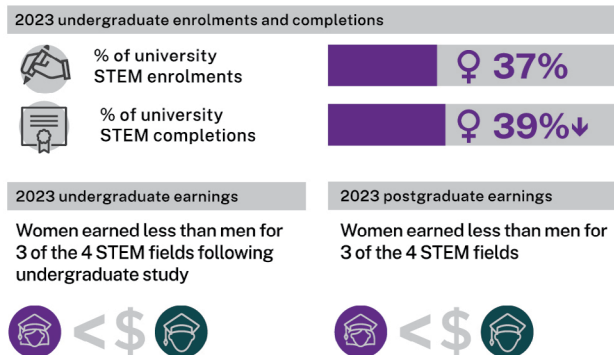 2023 undergraduate enrolments and completions
% of university
STEM enrolments
♀ 37%
% of university
STEM completions
♀ 39%↓
2023 undergraduate earnings
Women earned less than men for
3 of the 4 STEM fields following
undergraduate study
< $
2023 postgraduate earnings
Women earned less than men for
3 of the 4 STEM fields
< $